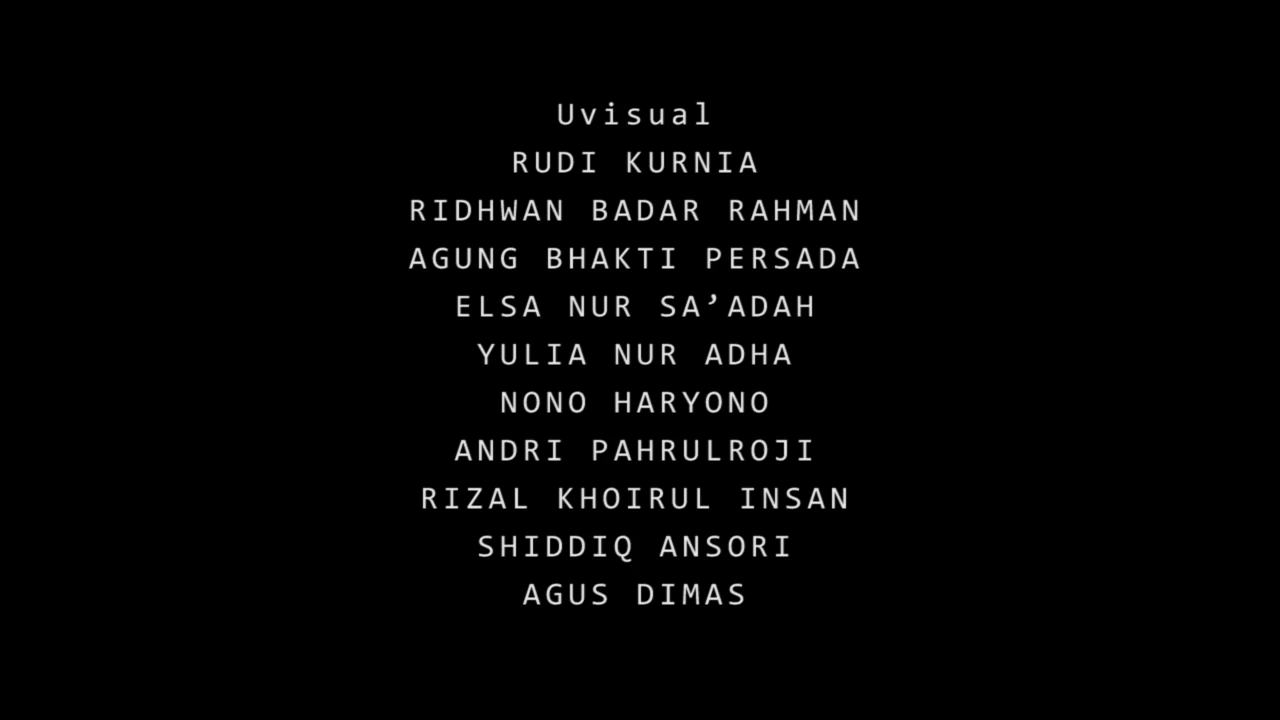 Uvisual
RUDI KURNIA
RIDHWAN BADAR RAHMAN
AGUNG BHAKTI PERSADA
ELSA NUR SA’ADAH
YULIA NUR ADHA
NONO HARYONO
ANDRI PAHRULROJI
RIZAL KHOIRUL INSAN
SHIDDIQ ANSORI
AGUS DIMAS